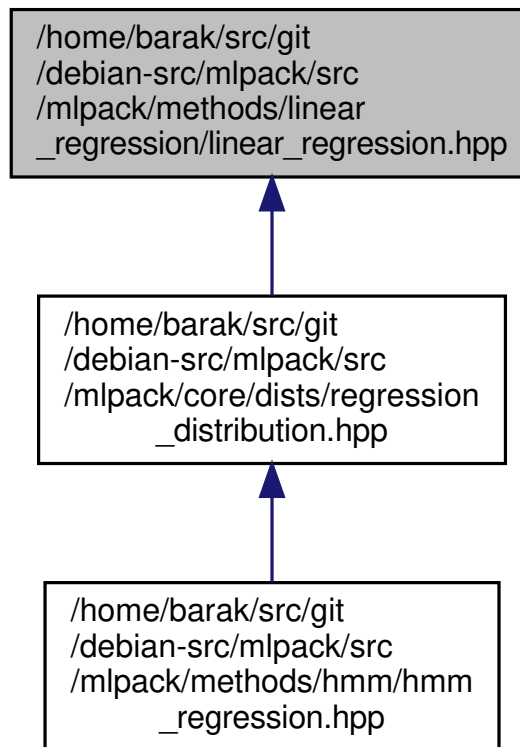 /home/barak/src/git
/debian-src/mlpack/src
/mlpack/methods/linear
_regression/linear_regression.hpp
/home/barak/src/git
/debian-src/mlpack/src
/mlpack/core/dists/regression
_distribution.hpp
/home/barak/src/git
/debian-src/mlpack/src
/mlpack/methods/hmm/hmm
_regression.hpp